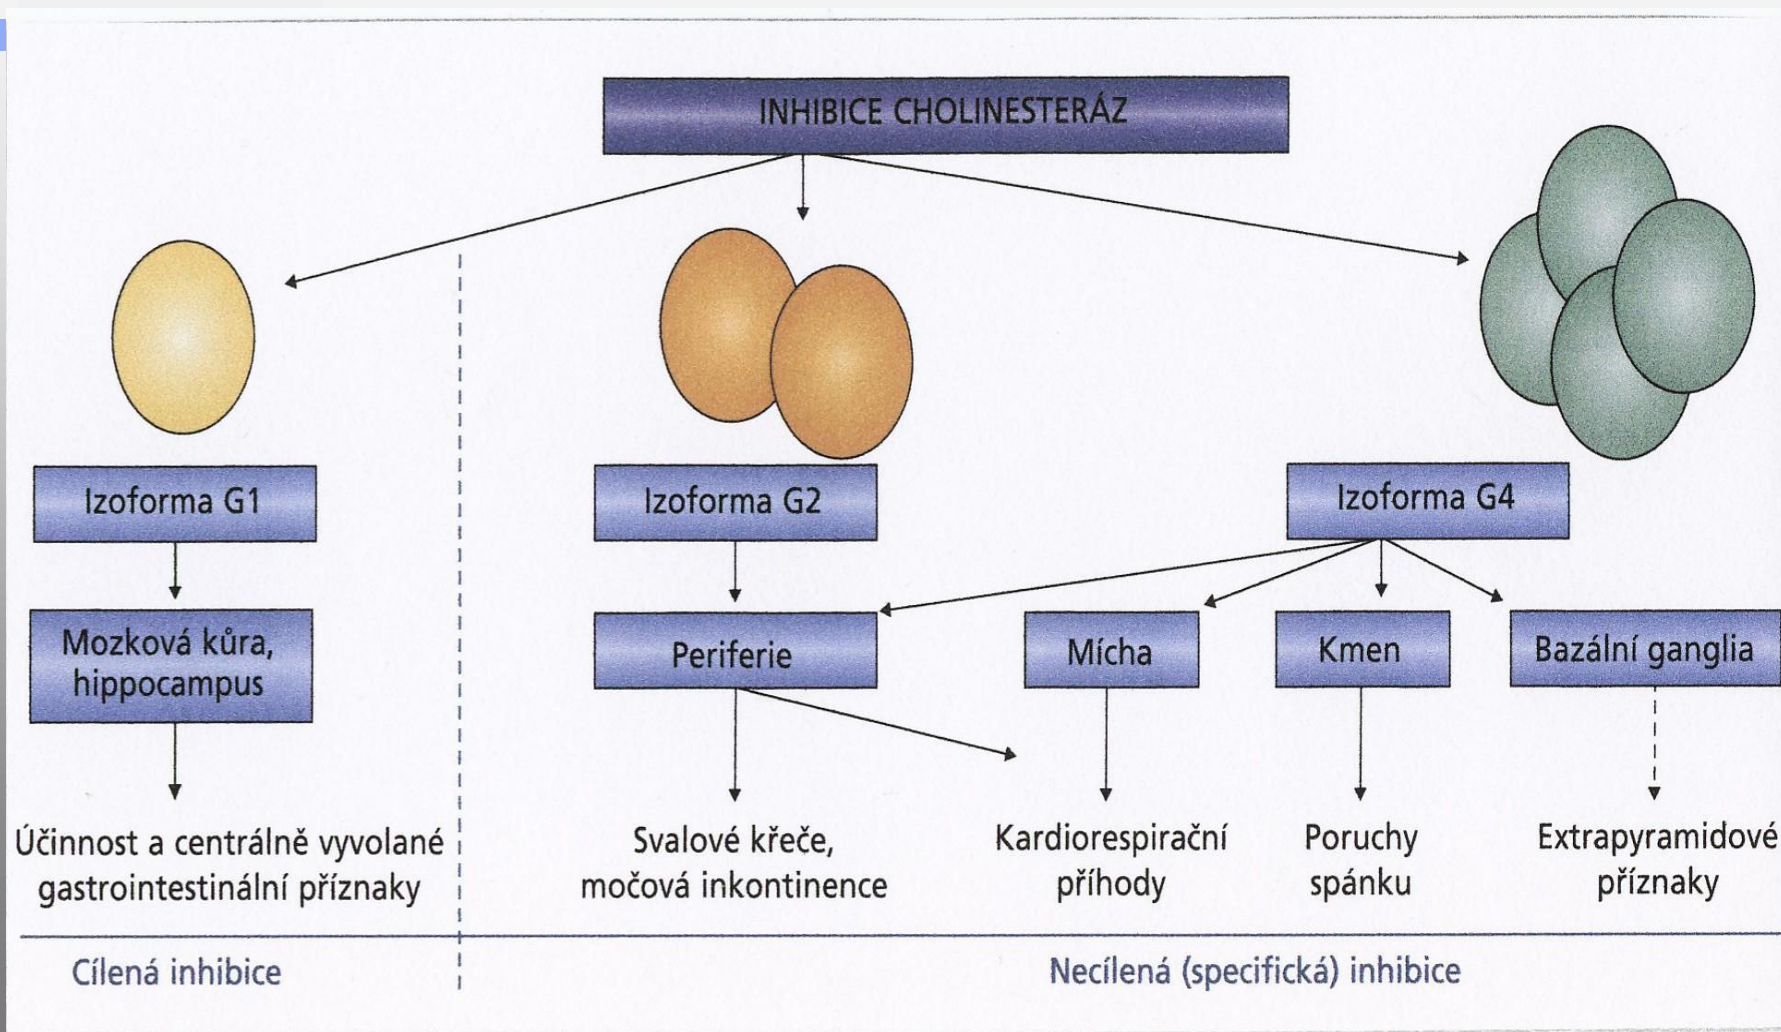 INHIBICE CHOLINESTERÁZ
Izoforma G1
Izoforma G2
Izoforma G4
Mozková kůra,
hippocampus
Periferie
Mícha
Kmen
Bazální ganglia
Účinnost a centrálně vyvolané
gastrointestinální příznaky
Svalové křeče,
močová inkontinence
Kardiorespirační
příhody
Poruchy
spánku
Extrapyramidové
příznaky
Cílená inhibice
Necílená (specifická) inhibice